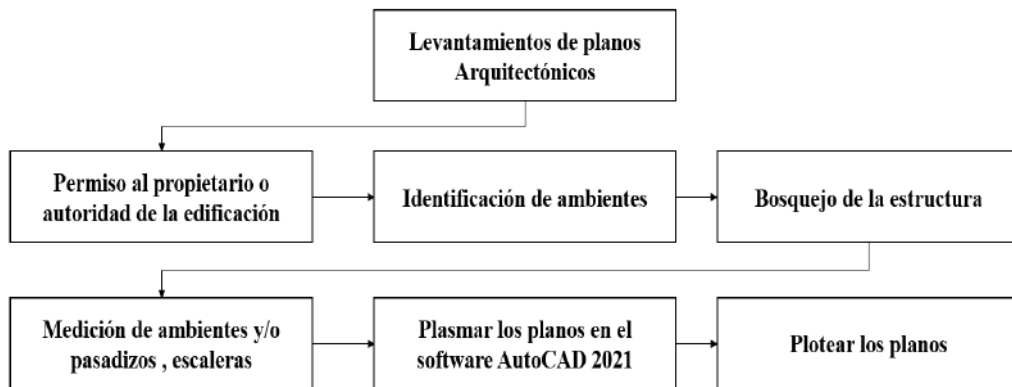 Levantamientos de planos
Arquitectónicos
Permiso al propietario o
autoridad de la edificación
Identificación de ambientes
Bosquejo de la estructura
Medición de ambientes y/o
pasadizos , escaleras
Plasmar los planos en el
software AutoCAD 2021
Plotear los planos